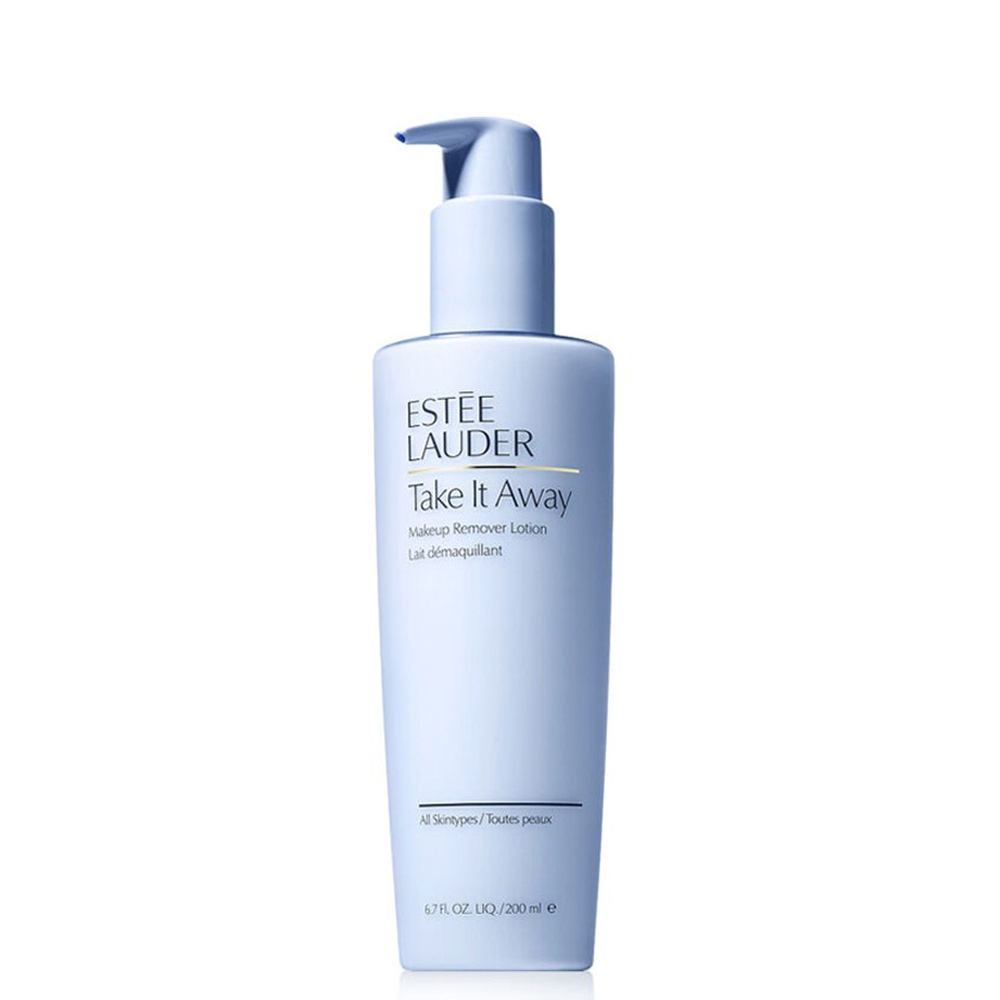 ESTĒE
LAUDER
Take It Away
Makeup Remover Lotion
Lait démaquillant
All Skintypes/Toutes peaux
6.7 FL. OZ. LIQ./200 ml ℮